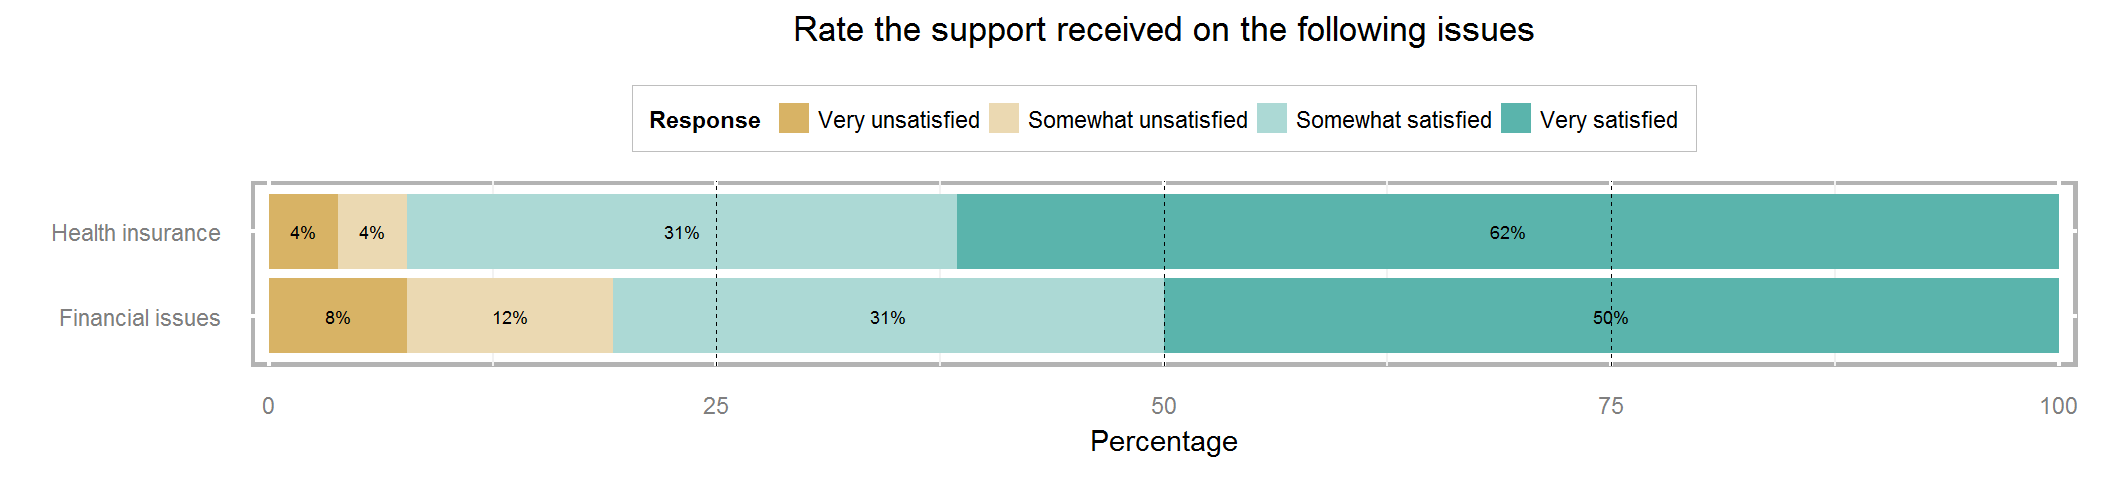 Rate the support received on the following issues
Response Very unsatisfied Somewhat unsatisfied Somewhat satisfied Very satisfied
Health insurance 4% 4% 31% 62%
Financial issues 8% 12% 31% 50%
0 25 50 75 100
Percentage